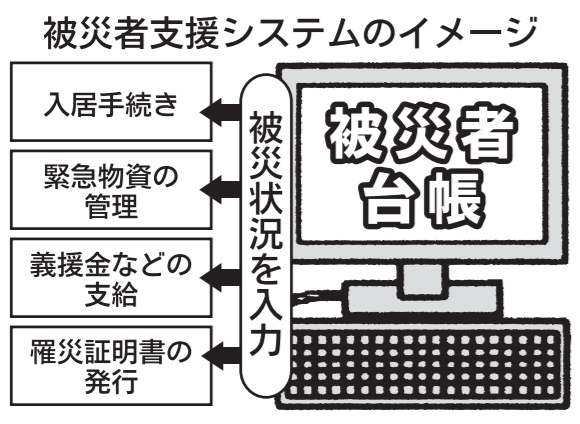 被災者支援システムのイメージ
入居手続き
緊急物資の
管理
義援金などの
支給
罹災証明書の
発行
被災状況を入力
被災者
台帳